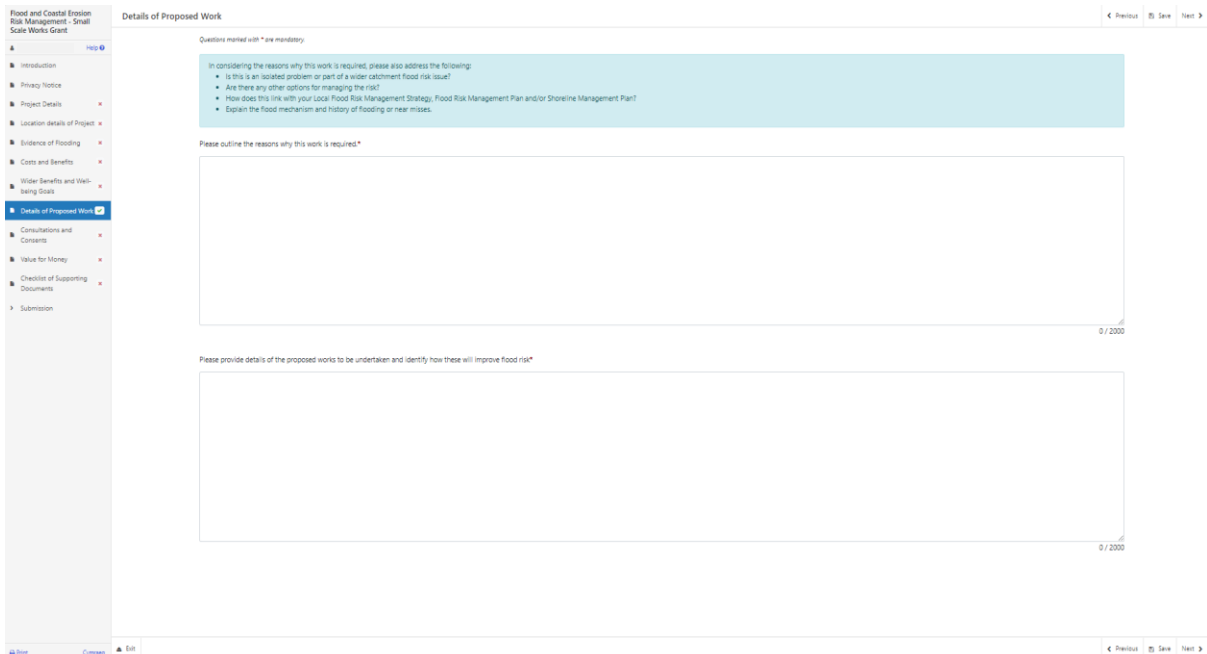 Flood and Coastal Erosion
Risk Management - Small
Scale Works Grant
Details of Proposed Work
Previous
Save
Next
Help
Introduction
Privacy Notice
Project Details
Location details of Project
Evidence of Flooding
Costs and Benefits
Wider Benefits and Well-
being Goals
Details of Proposed Work
Consultations and
Consents
Value for Money
Checklist of Supporting
Documents
Submission
Questions marked with * are mandatory.
In considering the reasons why this work is required, please also address the following:
• Is this is an isolated problem or part of a wider catchment flood risk issue?
• Are there any other options for managing the risk?
• How does this link with your Local Flood Risk Management Strategy, Flood Risk Management Plan and/or Shoreline Management Plan?
• Explain the flood mechanism and history of flooding or near misses.
Please outline the reasons why this work is required.*
0 / 2000
Please provide details of the proposed works to be undertaken and identify how these will improve flood risk*
0 / 2000
Print
Cymraeg
Exit
Previous
Save
Next